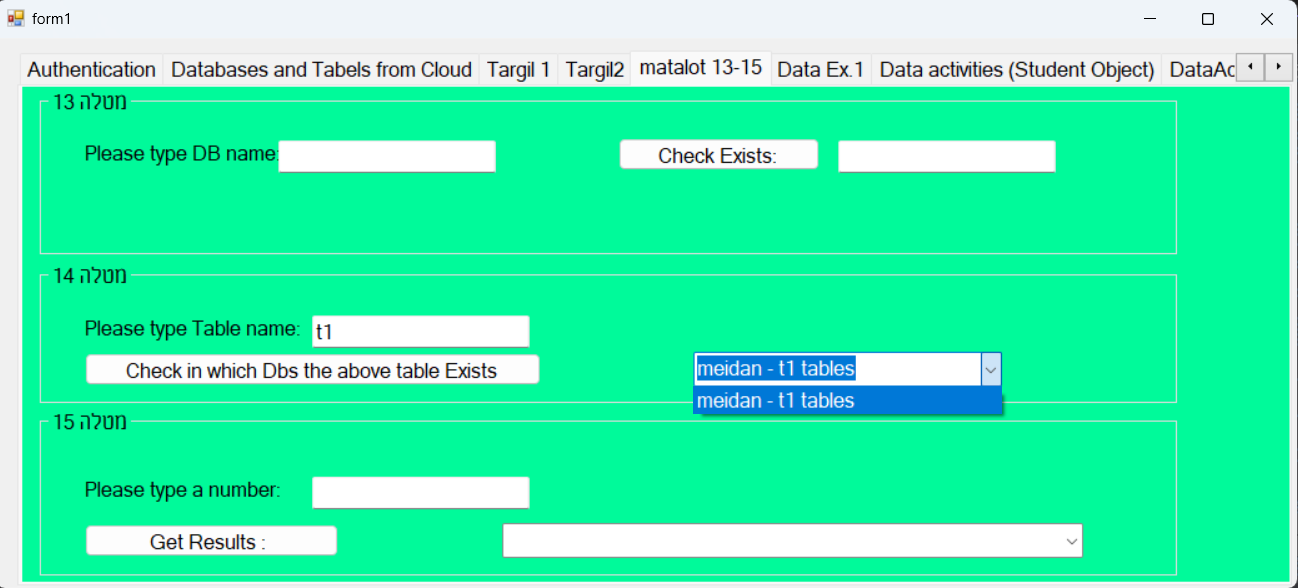 form1
Authentication Databases and Tabels from Cloud Targil 1 Targil2 matalot 13-15 Data Ex.1 Data activities (Student Object) DataAc
מטלה 13
Please type DB name: Check Exists:
מטלה 14
Please type Table name: t1
Check in which Dbs the above table Exists meidan - t1 tables
meidan - t1 tables
מטלה 15
Please type a number:
Get Results :